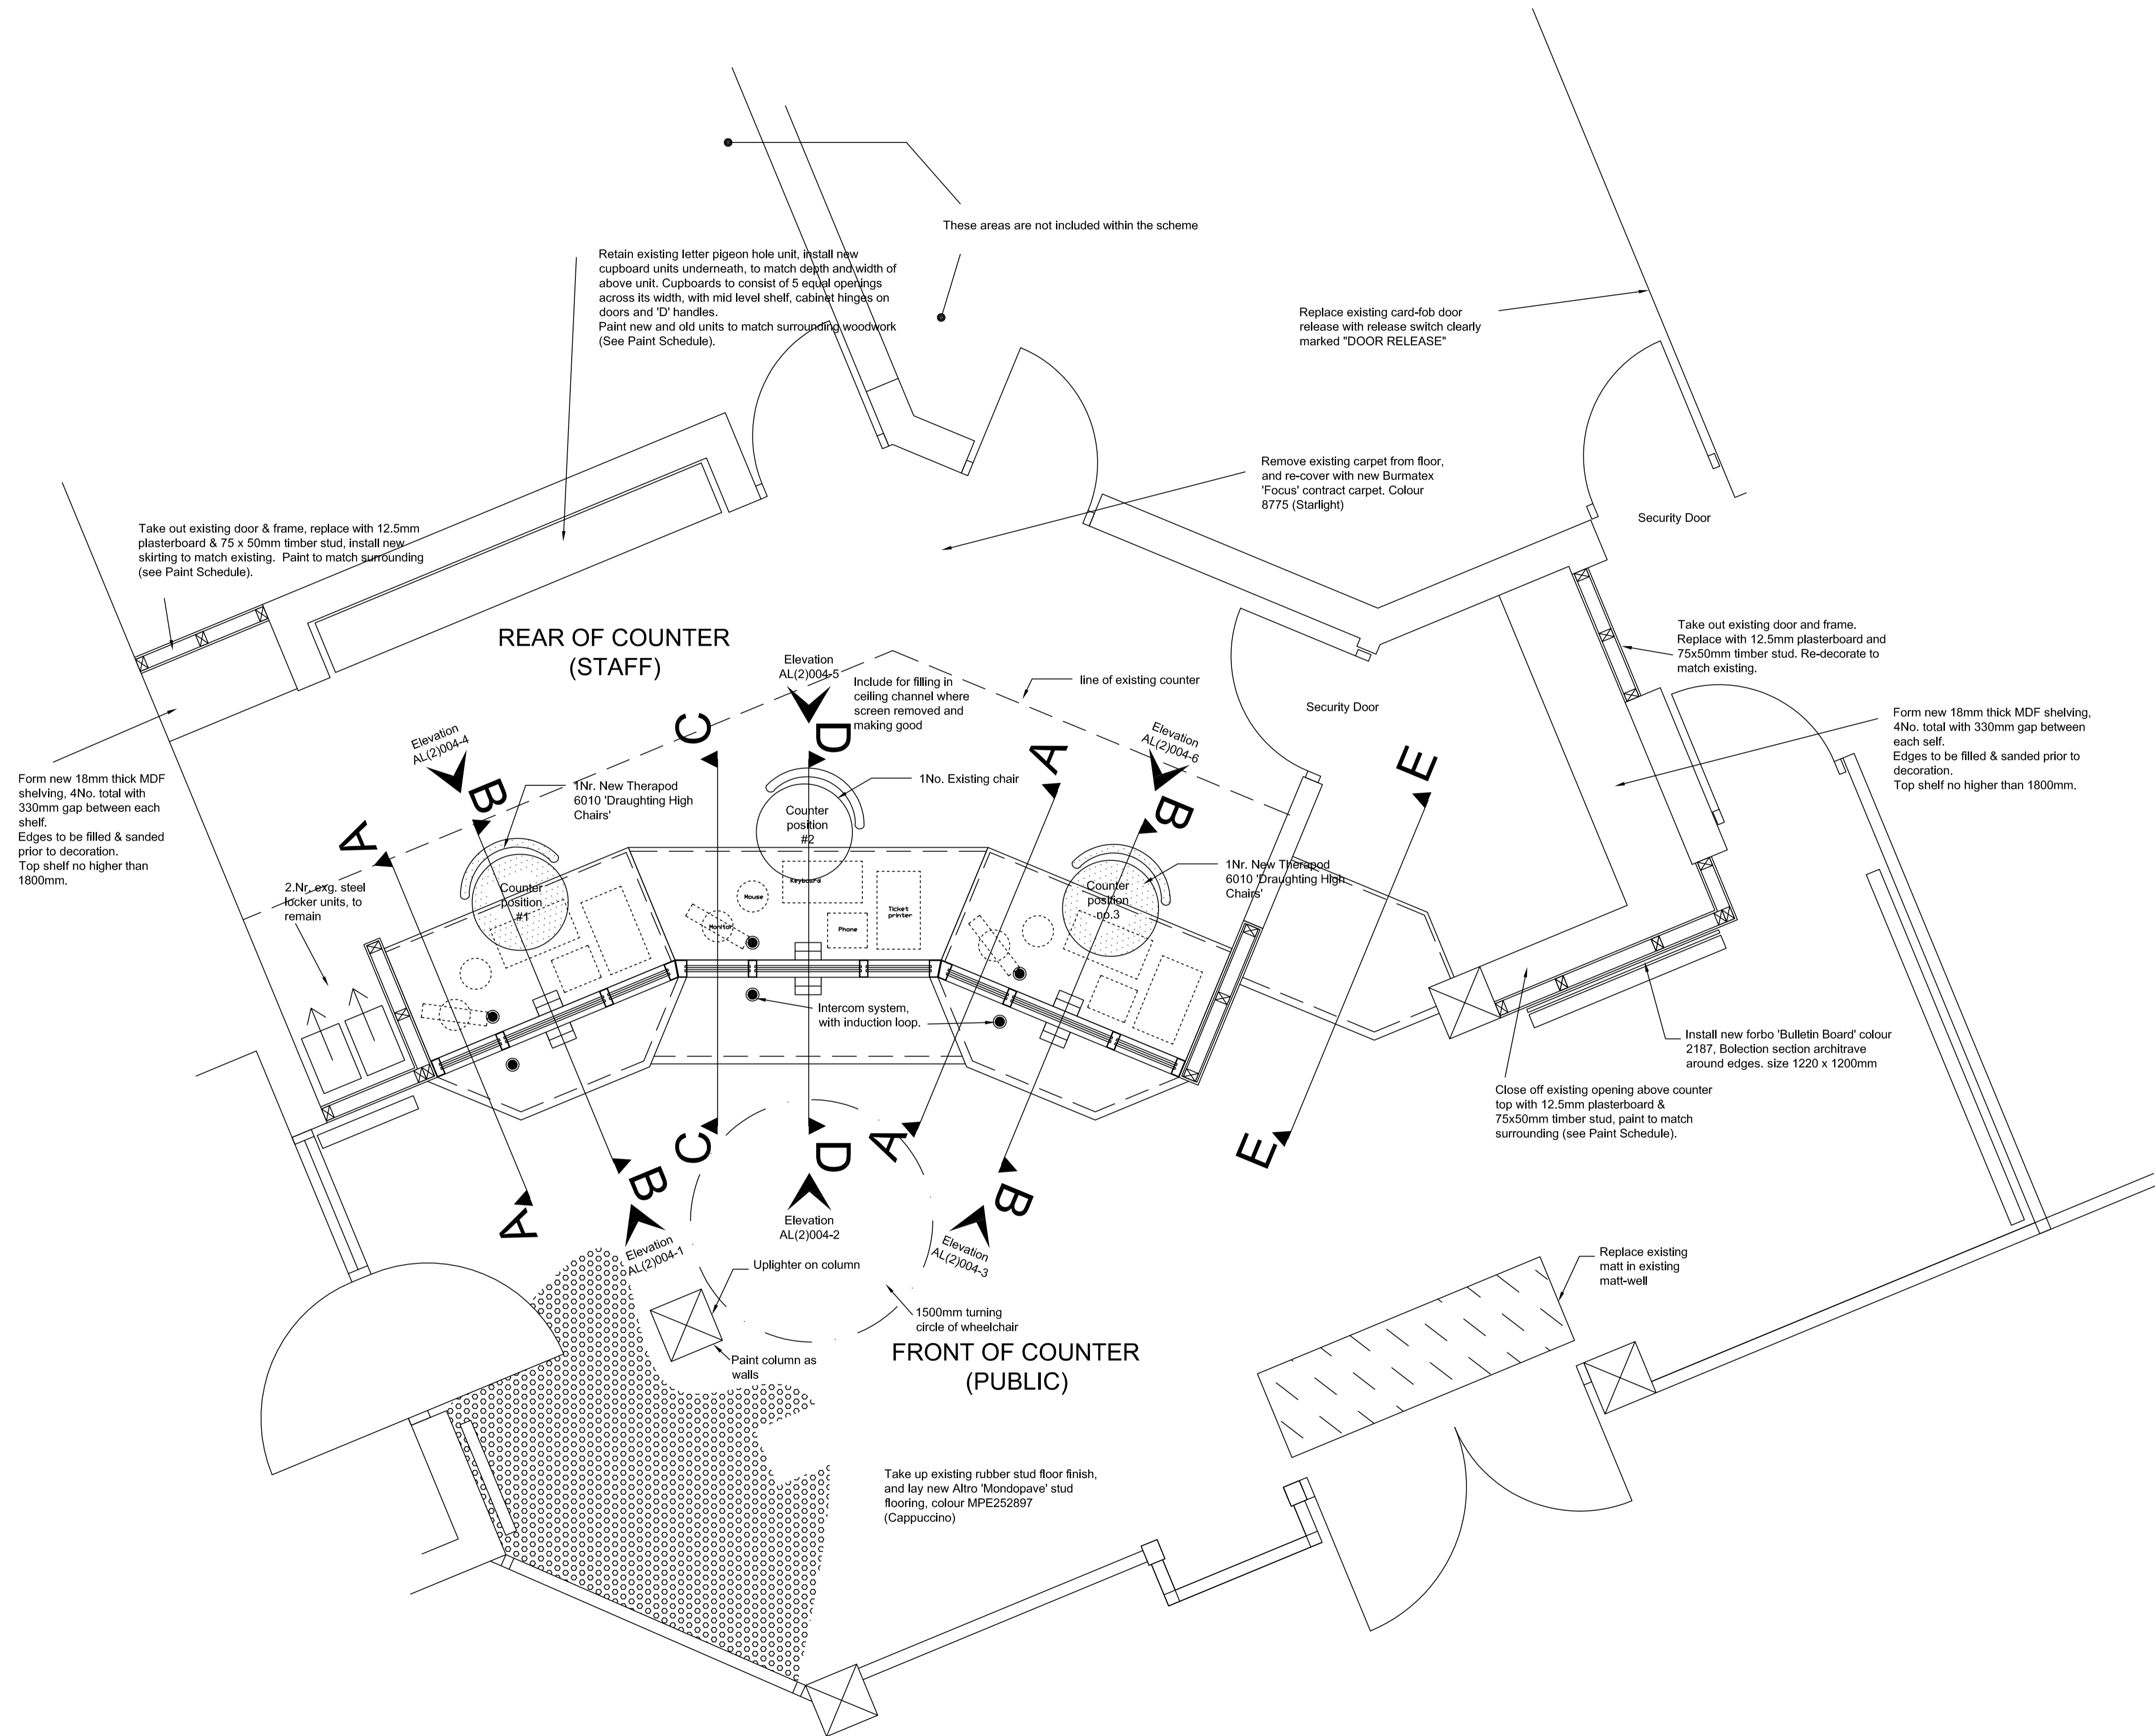 These areas are not included within the scheme
Retain existing letter pigeon hole unit, install new
cupboard units underneath, to match depth and width of
above unit. Cupboards to consist of 5 equal openings
across its width, with mid level shelf, cabinet hinges on
doors and 'D' handles.
Paint new and old units to match surrounding woodwork
(See Paint Schedule).
Replace existing card-fob door
release with release switch clearly
marked "DOOR RELEASE"
Remove existing carpet from floor,
and re-cover with new Burmatex
'Focus' contract carpet. Colour
8775 (Starlight)
Security Door
Take out existing door & frame, replace with 12.5mm
plasterboard & 75 x 50mm timber stud, install new
skirting to match existing.  Paint to match surrounding
(see Paint Schedule).
REAR OF COUNTER
(STAFF)
Elevation
AL(2)004-5
Include for filling in
ceiling channel where
screen removed and
making good
line of existing counter
Security Door
Take out existing door and frame.
Replace with 12.5mm plasterboard and
75x50mm timber stud. Re-decorate to
match existing.
Form new 18mm thick MDF shelving,
4No. total with 330mm gap between
each self.
Edges to be filled & sanded prior to
decoration.
Top shelf no higher than 1800mm.
Form new 18mm thick MDF
shelving, 4No. total with
330mm gap between each
shelf.
Edges to be filled & sanded
prior to decoration.
Top shelf no higher than
1800mm.
Elevation
AL(2)004-4
Elevation
AL(2)004-6
A
B
C
D
A
B
E
1Nr. New Therapod
6010 'Draughting High
Chairs'
1No. Existing chair
1Nr. New Therapod
6010 'Draughting High
Chairs'
2.Nr. exg. steel
locker units, to
remain
Counter
position
#1
Counter
position
#2
Counter
position
no.3
Keyboard
Mouse
Monitor
Phone
Ticket
printer
Intercom system,
with induction loop.
Install new forbo 'Bulletin Board' colour
2187, Bolection section architrave
around edges. size 1220 x 1200mm
Close off existing opening above counter
top with 12.5mm plasterboard &
75x50mm timber stud, paint to match
surrounding (see Paint Schedule).
A
B
C
D
A
B
E
Elevation
AL(2)004-1
Elevation
AL(2)004-2
Elevation
AL(2)004-3
Uplighter on column
1500mm turning
circle of wheelchair
Paint column as
walls
FRONT OF COUNTER
(PUBLIC)
Replace existing
matt in existing
matt-well
Take up existing rubber stud floor finish,
and lay new Altro 'Mondopave' stud
flooring, colour MPE252897
(Cappuccino)